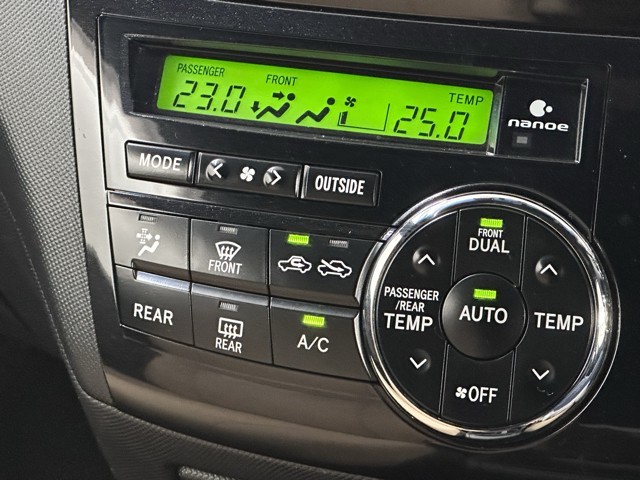 PASSENGER FRONT TEMP
23.0 25.0
nanoe
MODE OUTSIDE
FRONT
REAR
REAR
A/C
FRONT
DUAL
PASSENGER
/REAR
TEMP
AUTO
TEMP
OFF